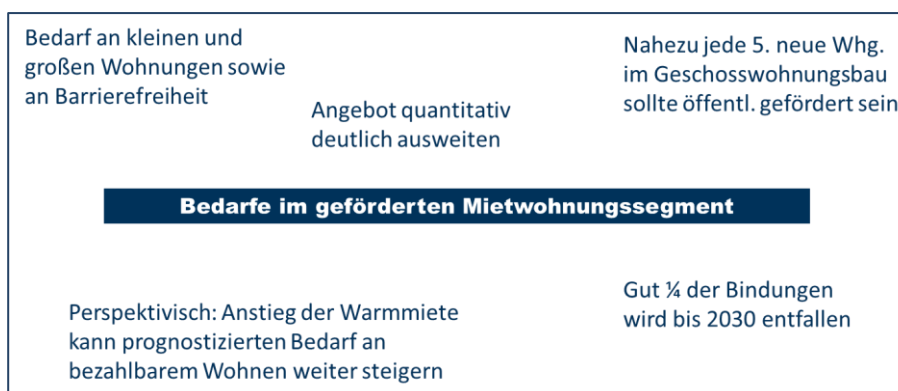 Bedarf an kleinen und
großen Wohnungen sowie
an Barrierefreiheit
Angebot quantitativ
deutlich ausweiten
Nahezu jede 5. neue Whg.
im Geschosswohnungsbau
sollte öffentl. gefördert sein
Bedarfe im geförderten Mietwohnungssegment
Perspektivisch: Anstieg der Warmmiete
kann prognostizierten Bedarf an
bezahlbarem Wohnen weiter steigern
Gut ¼ der Bindungen
wird bis 2030 entfallen